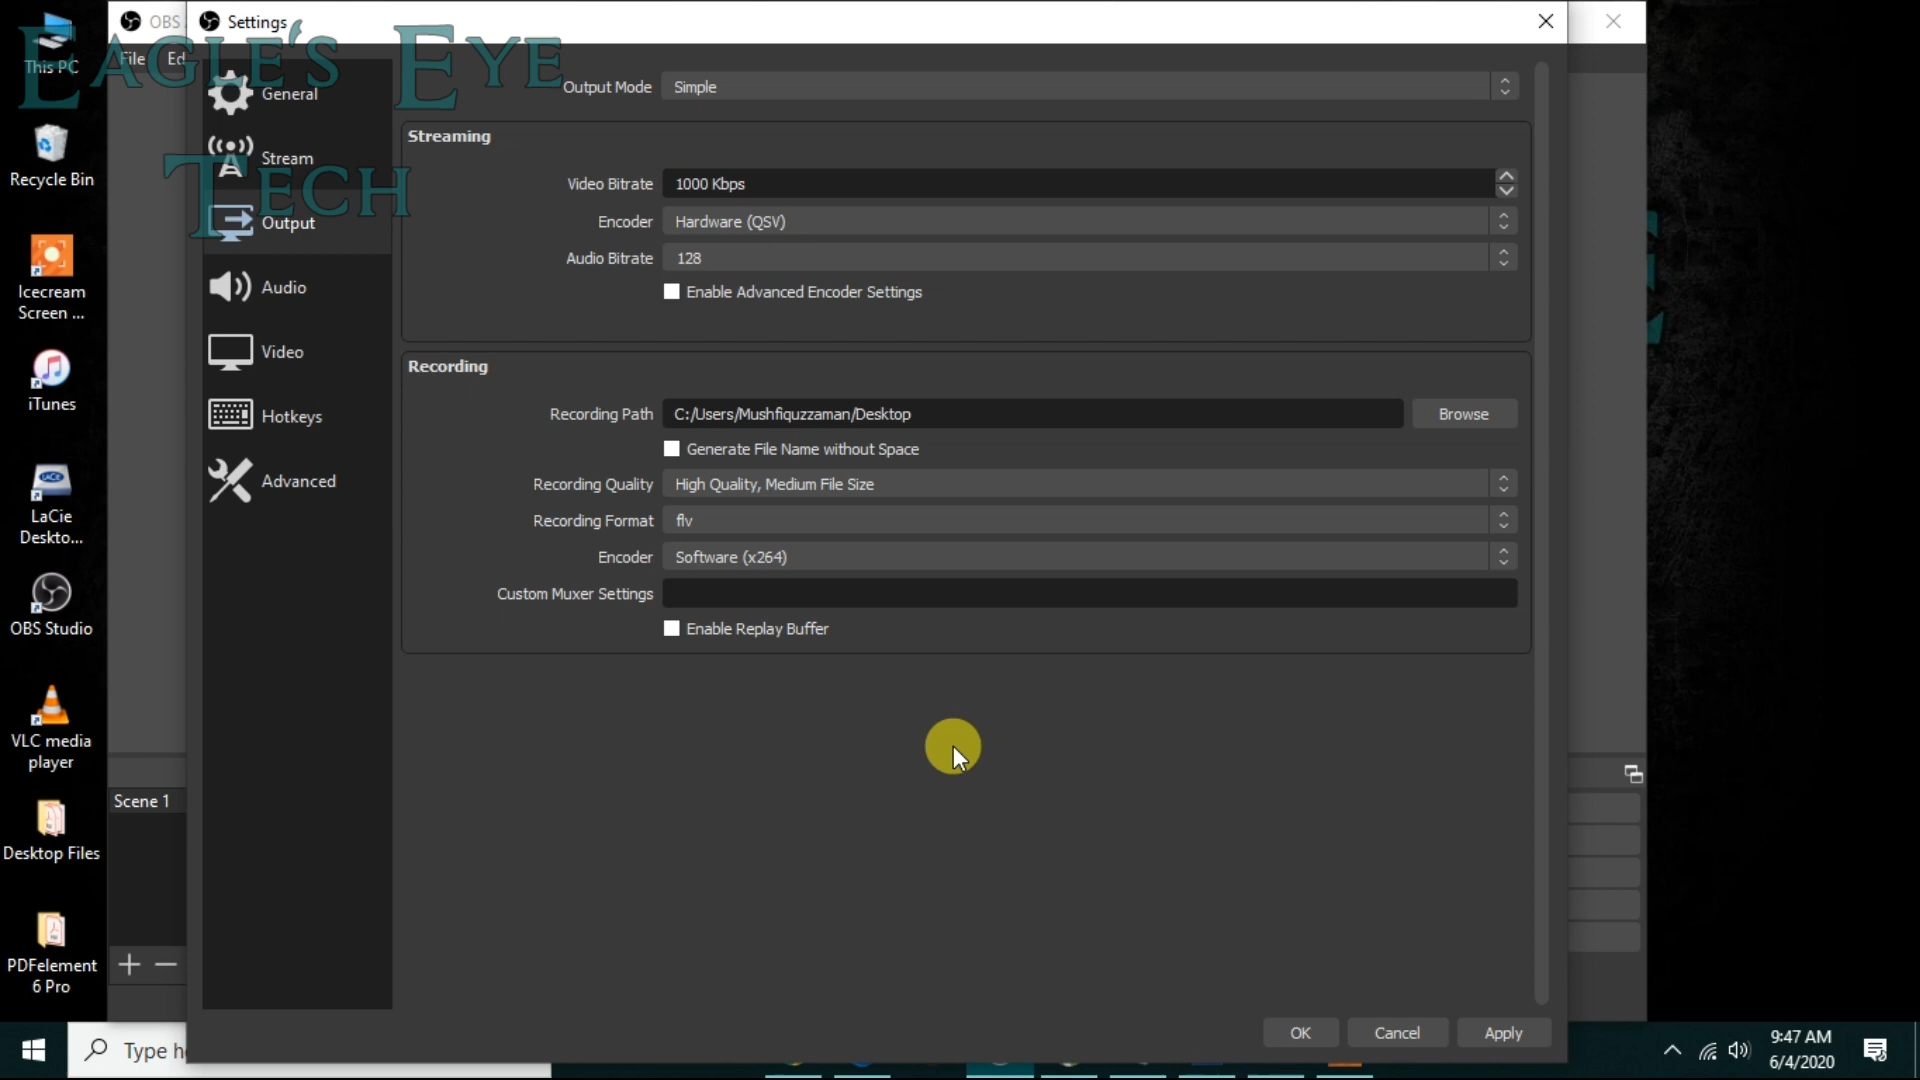 This PC
Recycle Bin
Icecream
Screen ...
iTunes
LaCie
Deskto...
OBS Studio
VLC media
player
Desktop Files
PDFelement
6 Pro
OBS
File Ed
Scene 1
Settings
EAGLE'S EYE
TECH
General
Stream
Output
Audio
Video
Hotkeys
Advanced
Output Mode Simple
Streaming
Video Bitrate 1000 Kbps
Encoder Hardware (QSV)
Audio Bitrate 128
Enable Advanced Encoder Settings
Recording
Recording Path C:/Users/Mushfiquzzaman/Desktop Browse
Generate File Name without Space
Recording Quality High Quality, Medium File Size
Recording Format flv
Encoder Software (x264)
Custom Muxer Settings
Enable Replay Buffer
OK Cancel Apply
Type
9:47 AM
6/4/2020